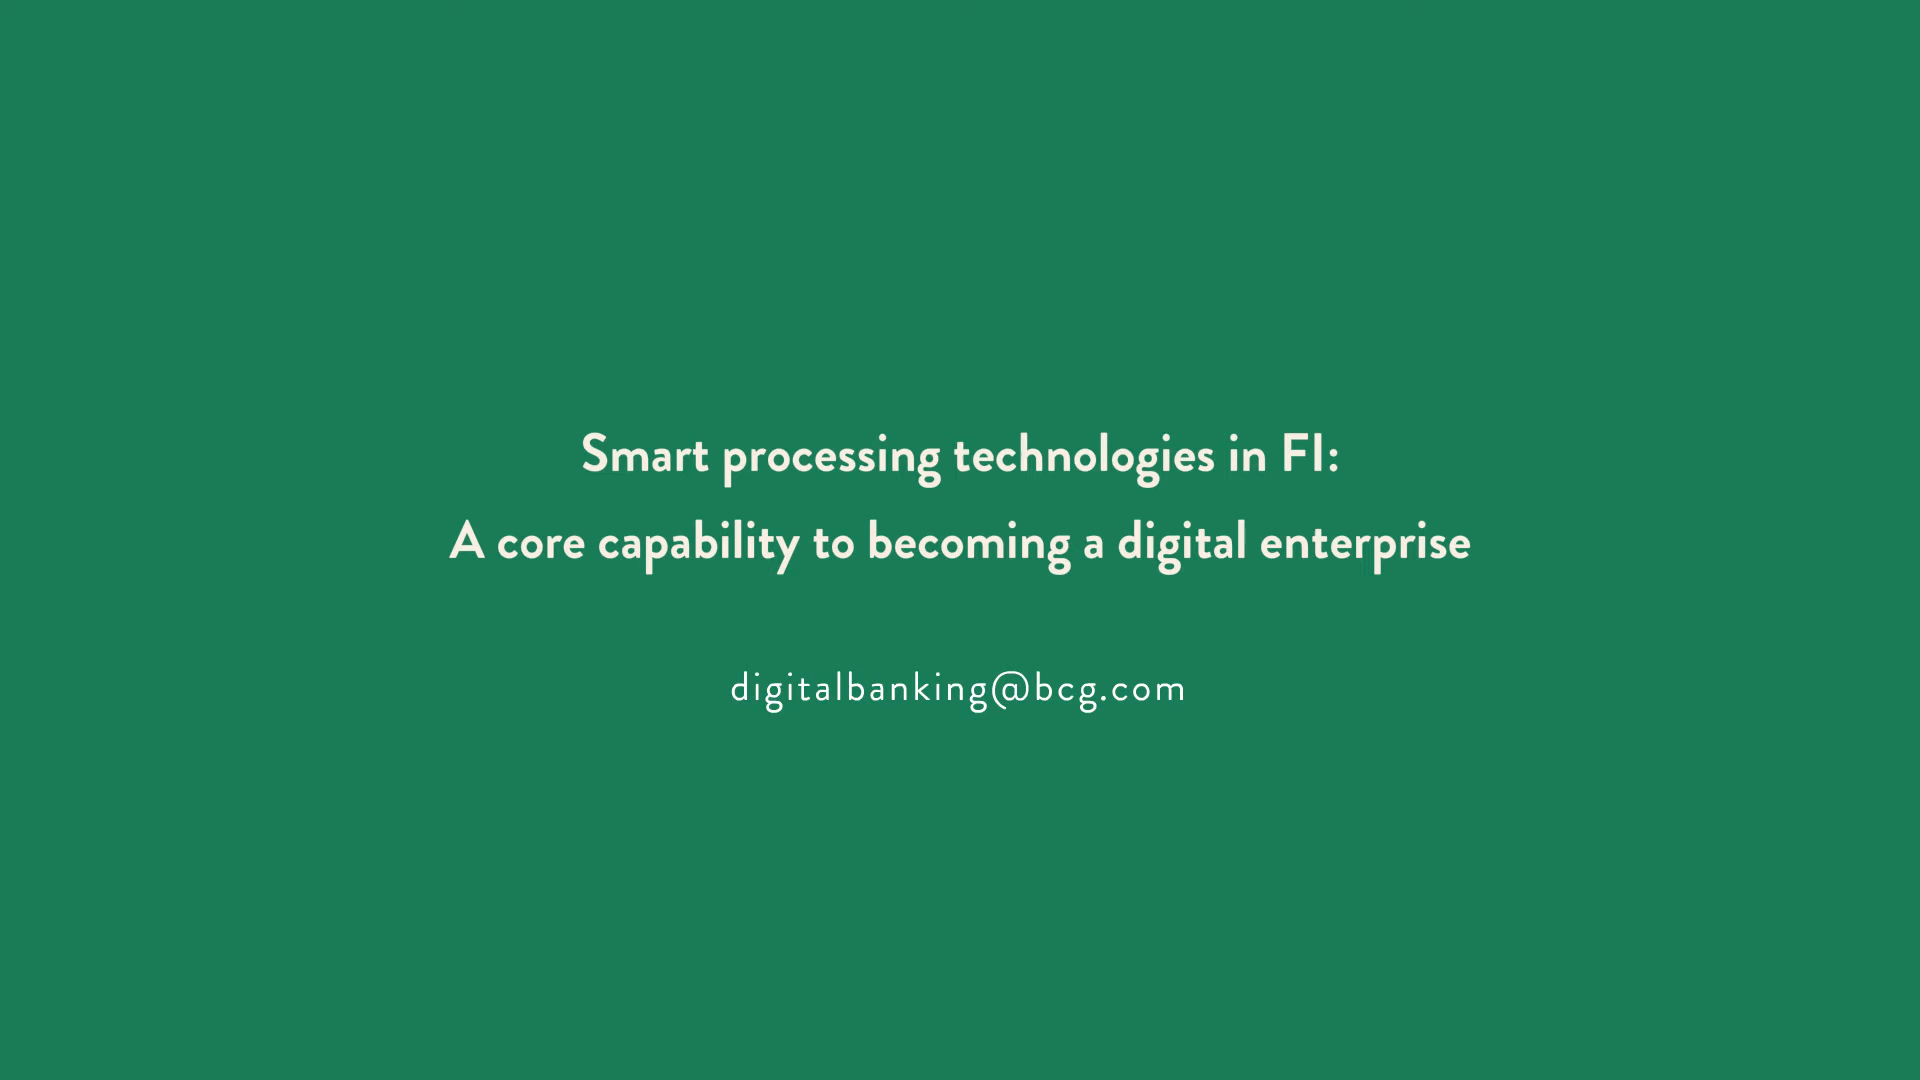 Smart processing technologies in FI:
A core capability to becoming a digital enterprise
digitalbanking@bcg.com